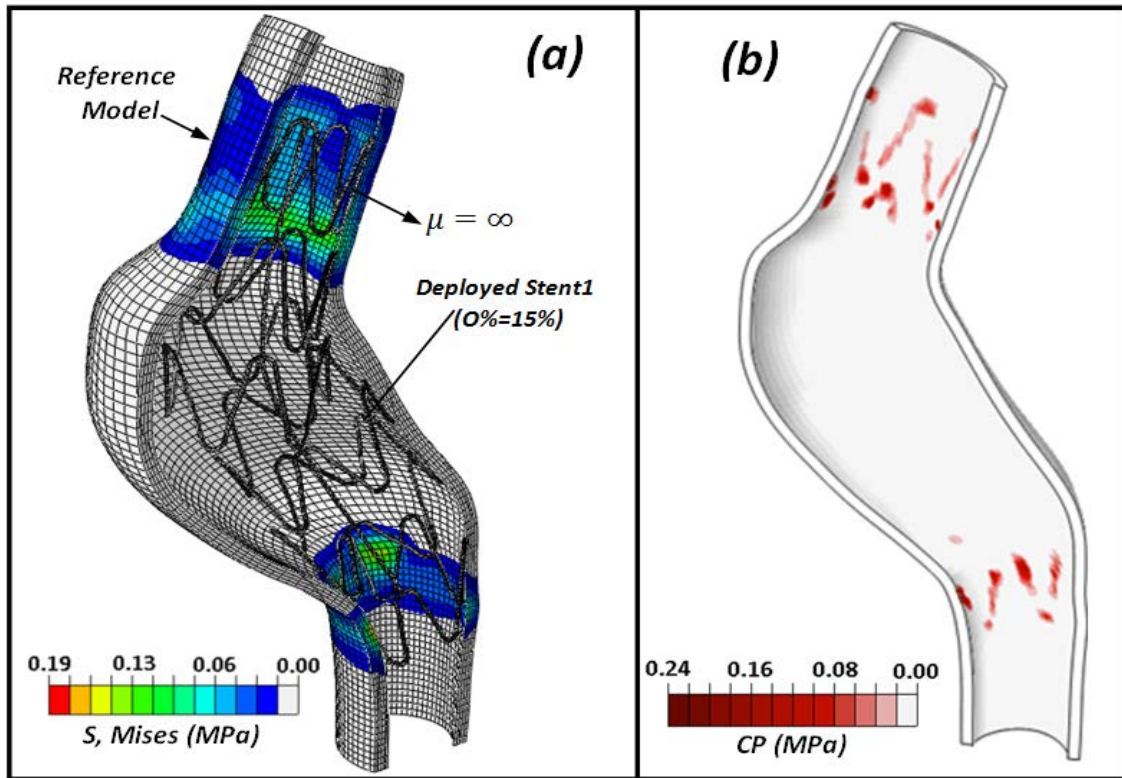 (a)
Reference
Model
μ = ∞
Deployed Stent1
(O%=15%)
0.19 0.13 0.06 0.00
S, Mises (MPa)
(b)
0.24 0.16 0.08 0.00
CP (MPa)